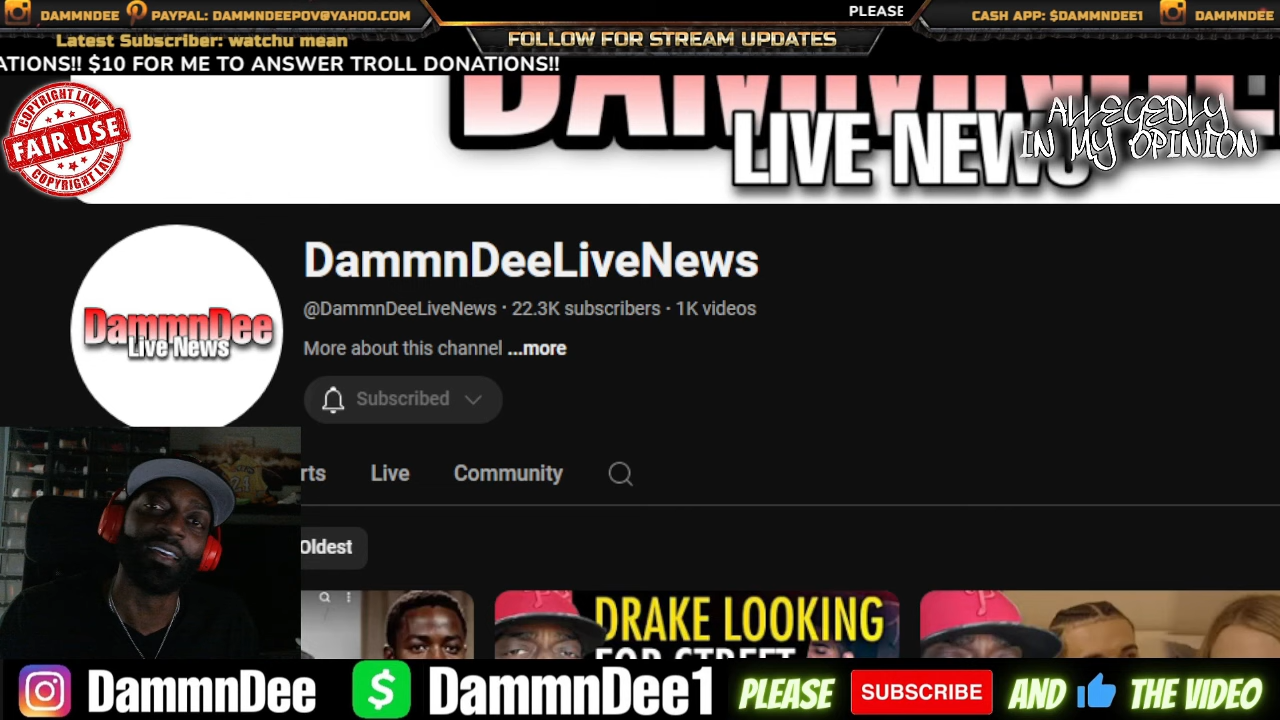 DAMMNDEE
PAYPAL: DAMMNDEEPOV@YAHOO.COM
PLEASE
CASH APP: $DAMMNDEE1
DAMMNDEE
Latest Subscriber: watchu mean
FOLLOW FOR STREAM UPDATES
ATIONS!! $10 FOR ME TO ANSWER TROLL DONATIONS!!
COPYRIGHT LAW
FAIR USE
COPYRIGHT LAW
LIVE NEWS
ALLEGEDLY
IN MY OPINION
DammnDee
Live News
DammnDeeLiveNews
@DammnDeeLiveNews · 22.3K subscribers · 1K videos
More about this channel ...more
Subscribed
rts
Live
Community
24
Oldest
DRAKE LOOKING
FOR STREET
DammnDee
$ DammnDee1
PLEASE
SUBSCRIBE
AND
THE VIDEO